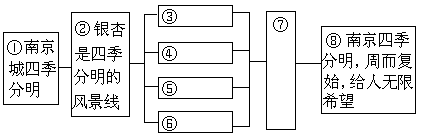 ① 南京
城四季
分明
② 银杏
是四季
分明的
风景线
③
④
⑤
⑥
⑦
⑧ 南京四季
分明，周而复
始，给人无限
希望